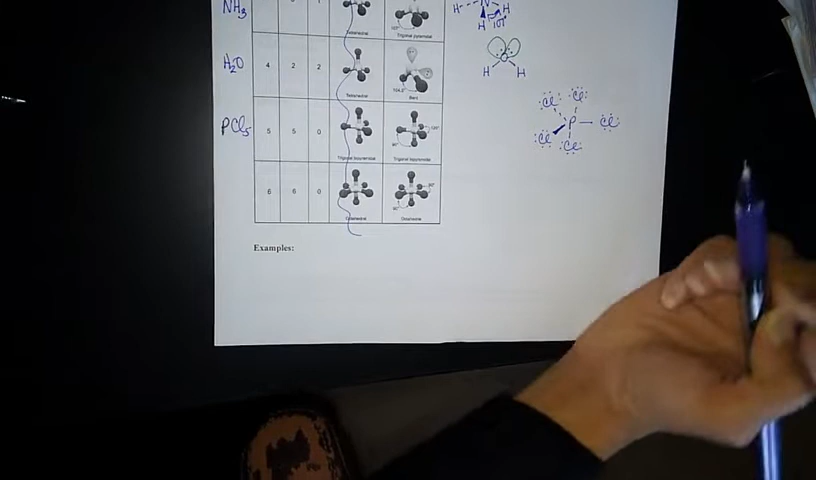 NH₃
H N H
H 107°
Tetrahedral Trigonal pyramidal
H₂O 4 2 2
104.5°
Tetrahedral Bent
O
H H
PCl₅ 5 5 0
90° 120°
Trigonal bipyramidal Trigonal bipyramidal
Cl Cl
P Cl
Cl Cl
6 6 0
90° 90°
Octahedral Octahedral
Examples: